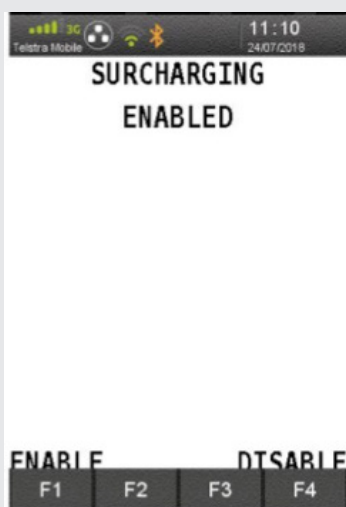 3G 11:10
Telstra Mobile 24/07/2018
SURCHARGING
ENABLED
ENABLE DISABLE
F1 F2 F3 F4